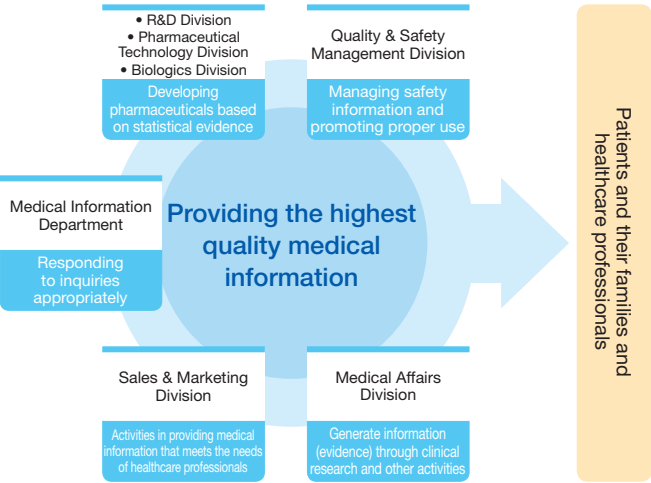 • R&D Division
• Pharmaceutical
Technology Division
• Biologics Division
Developing
pharmaceuticals based
on statistical evidence
Quality & Safety
Management Division
Managing safety
information and
promoting proper use
Medical Information
Department
Responding
to inquiries
appropriately
Providing the highest
quality medical
information
Sales & Marketing
Division
Activities in providing medical
information that meets the needs
of healthcare professionals
Medical Affairs
Division
Generate information
(evidence) through clinical
research and other activities
Patients and their families and
healthcare professionals